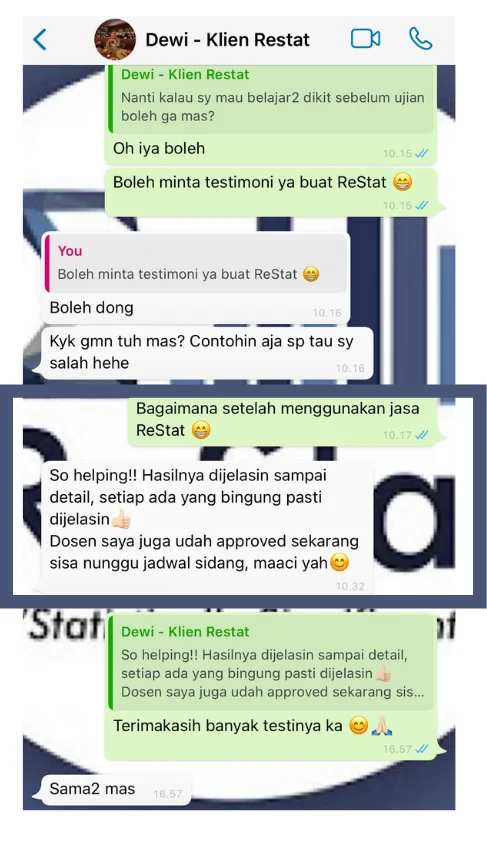 Dewi - Klien Restat
Dewi - Klien Restat
Nanti kalau sy mau belajar2 dikit sebelum ujian
boleh ga mas?
Oh iya boleh
10.15
Boleh minta testimoni ya buat ReStat 😁
10.15
You
Boleh minta testimoni ya buat ReStat 😁
Boleh dong
10.16
Kyk gmn tuh mas? Contohin aja sp tau sy
salah hehe
10.16
Bagaimana setelah menggunakan jasa
ReStat 😁
10.17
So helping!! Hasilnya dijelasin sampai
detail, setiap ada yang bingung pasti
dijelasin👍🏻
Dosen saya juga udah approved sekarang
sisa nunggu jadwal sidang, maaci yah😊
10.32
Dewi - Klien Restat
So helping!! Hasilnya dijelasin sampai detail,
setiap ada yang bingung pasti dijelasin👍🏻
Dosen saya juga udah approved sekarang sis...
Terimakasih banyak testinya ka 😊🙏🏻
16.57
Sama2 mas
16.57